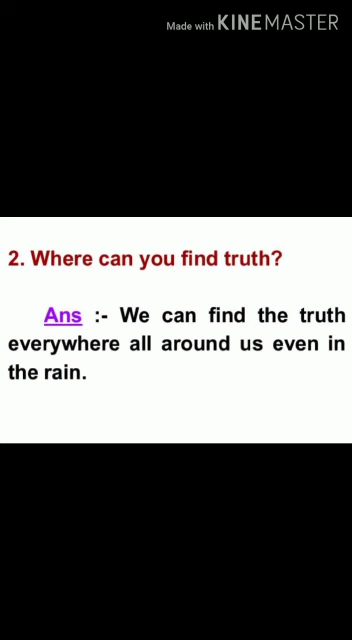 Made with KINEMASTER
2. Where can you find truth?
Ans :- We can find the truth
everywhere all around us even in
the rain.